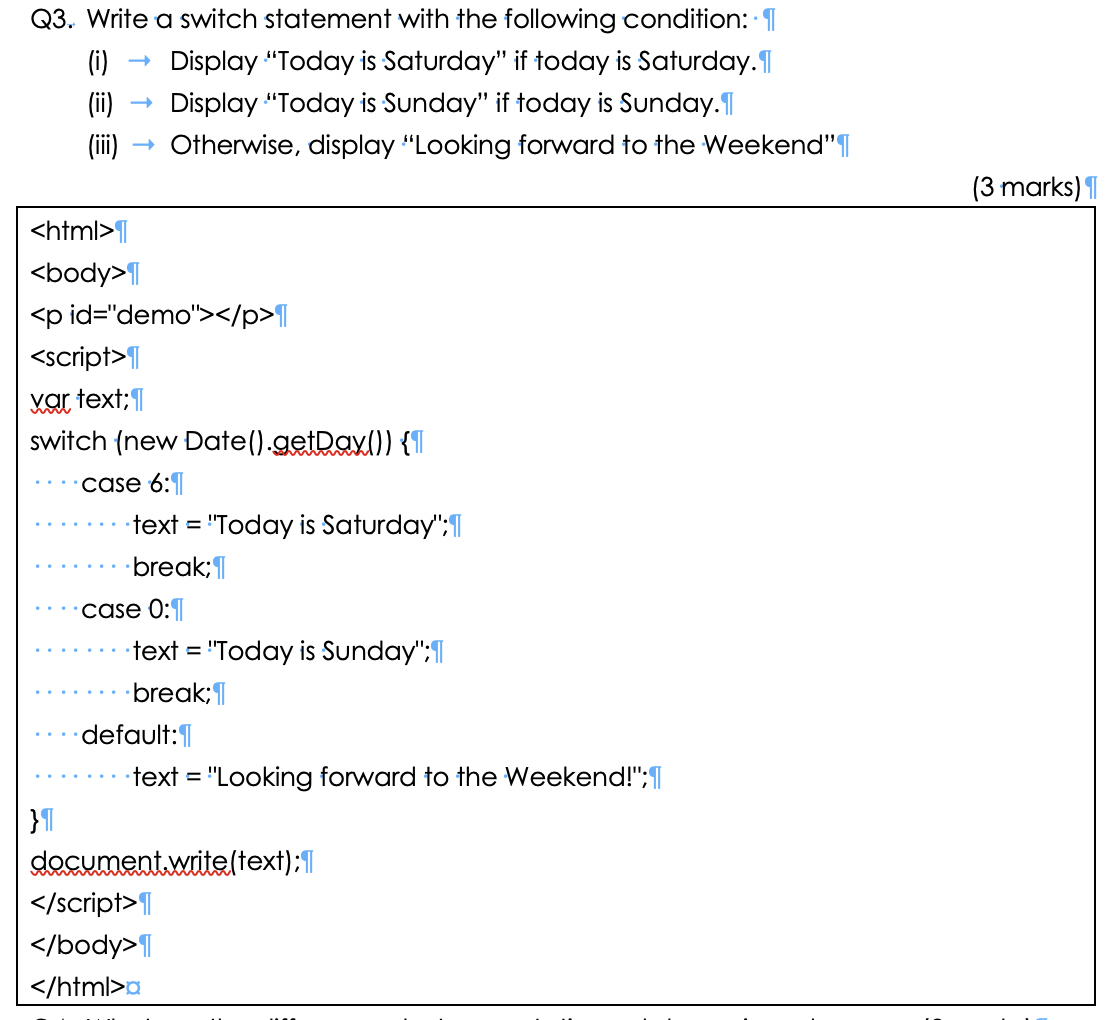 Q3. Write a switch statement with the following condition:
(i) → Display “Today is Saturday” if today is Saturday.
(ii) → Display “Today is Sunday” if today is Sunday.
(iii) → Otherwise, display “Looking forward to the Weekend”
(3 marks)
<html>
<body>
<p id="demo"></p>
<script>
var text;
switch (new Date().getDay()) {
    case 6:
        text = "Today is Saturday";
        break;
    case 0:
        text = "Today is Sunday";
        break;
    default:
        text = "Looking forward to the Weekend!";
}
document.write(text);
</script>
</body>
</html>